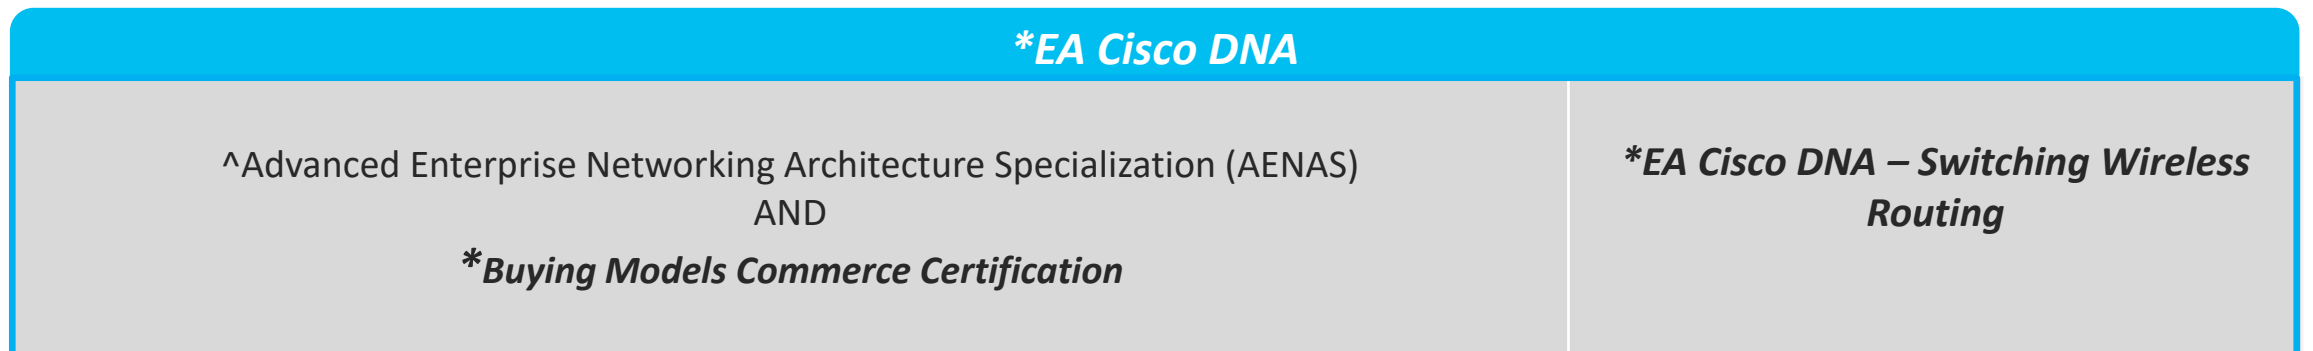 *EA Cisco DNA
^Advanced Enterprise Networking Architecture Specialization (AENAS)
AND
*Buying Models Commerce Certification
*EA Cisco DNA – Switching Wireless
Routing